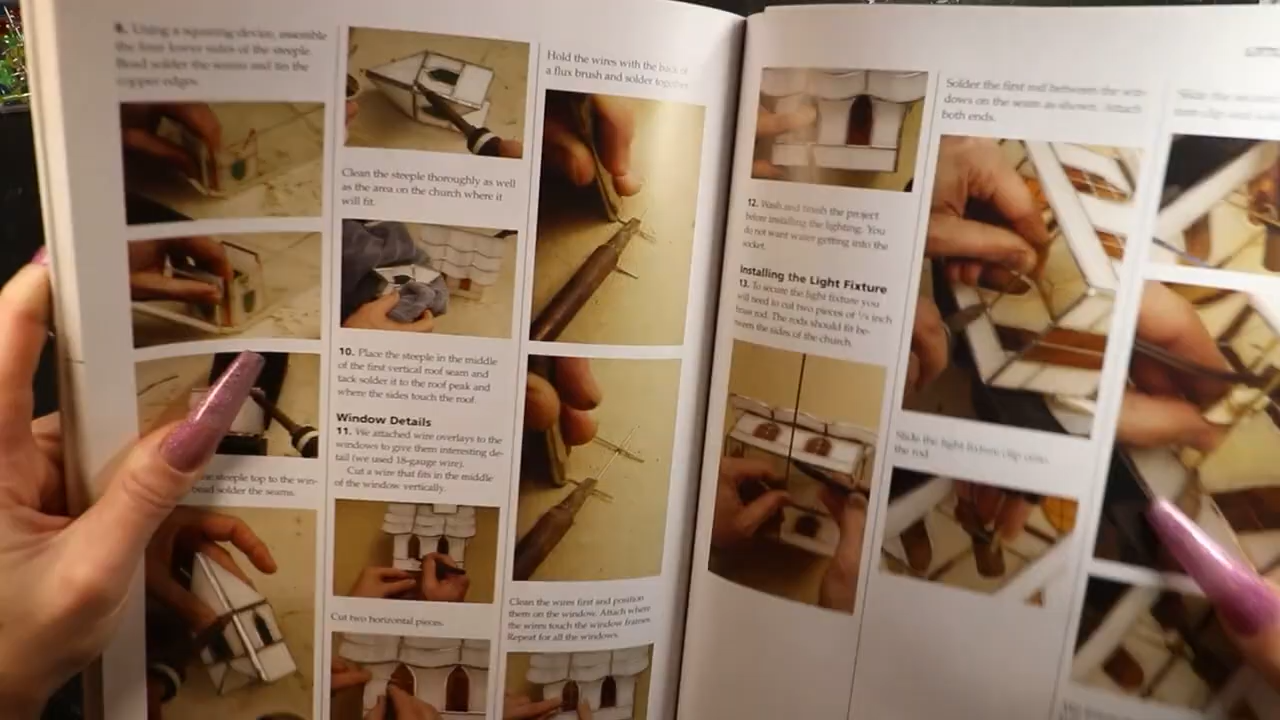 8. Using a squaring device, assemble
the four lower sides of the steeple.
Bead solder the seams and tin the
copper edges.
steeple top to the win-
bead solder the seams.
Clean the steeple thoroughly as well
as the area on the church where it
will fit.
10. Place the steeple in the middle
of the first vertical roof seam and
tack solder it to the roof peak and
where the sides touch the roof.
Window Details
11. We attached wire overlays to the
windows to give them interesting de-
tail (we used 18-gauge wire).
Cut a wire that fits in the middle
of the window vertically.
Cut two horizontal pieces.
Hold the wires with the back of
a flux brush and solder together.
Clean the wires first and position
them on the window. Attach where
the wires touch the window frames.
Repeat for all the windows.
12. Wash and finish the project
before installing the lighting. You
do not want water getting into the
socket.
Installing the Light Fixture
13. To secure the light fixture you
will need to cut two pieces of inch
brass rod. The rods should fit be-
tween the sides of the church.
Solder the first rod between the win-
dows on the seam as shown. Attach
both ends.
Slide the light fixture clip onto
the rod.